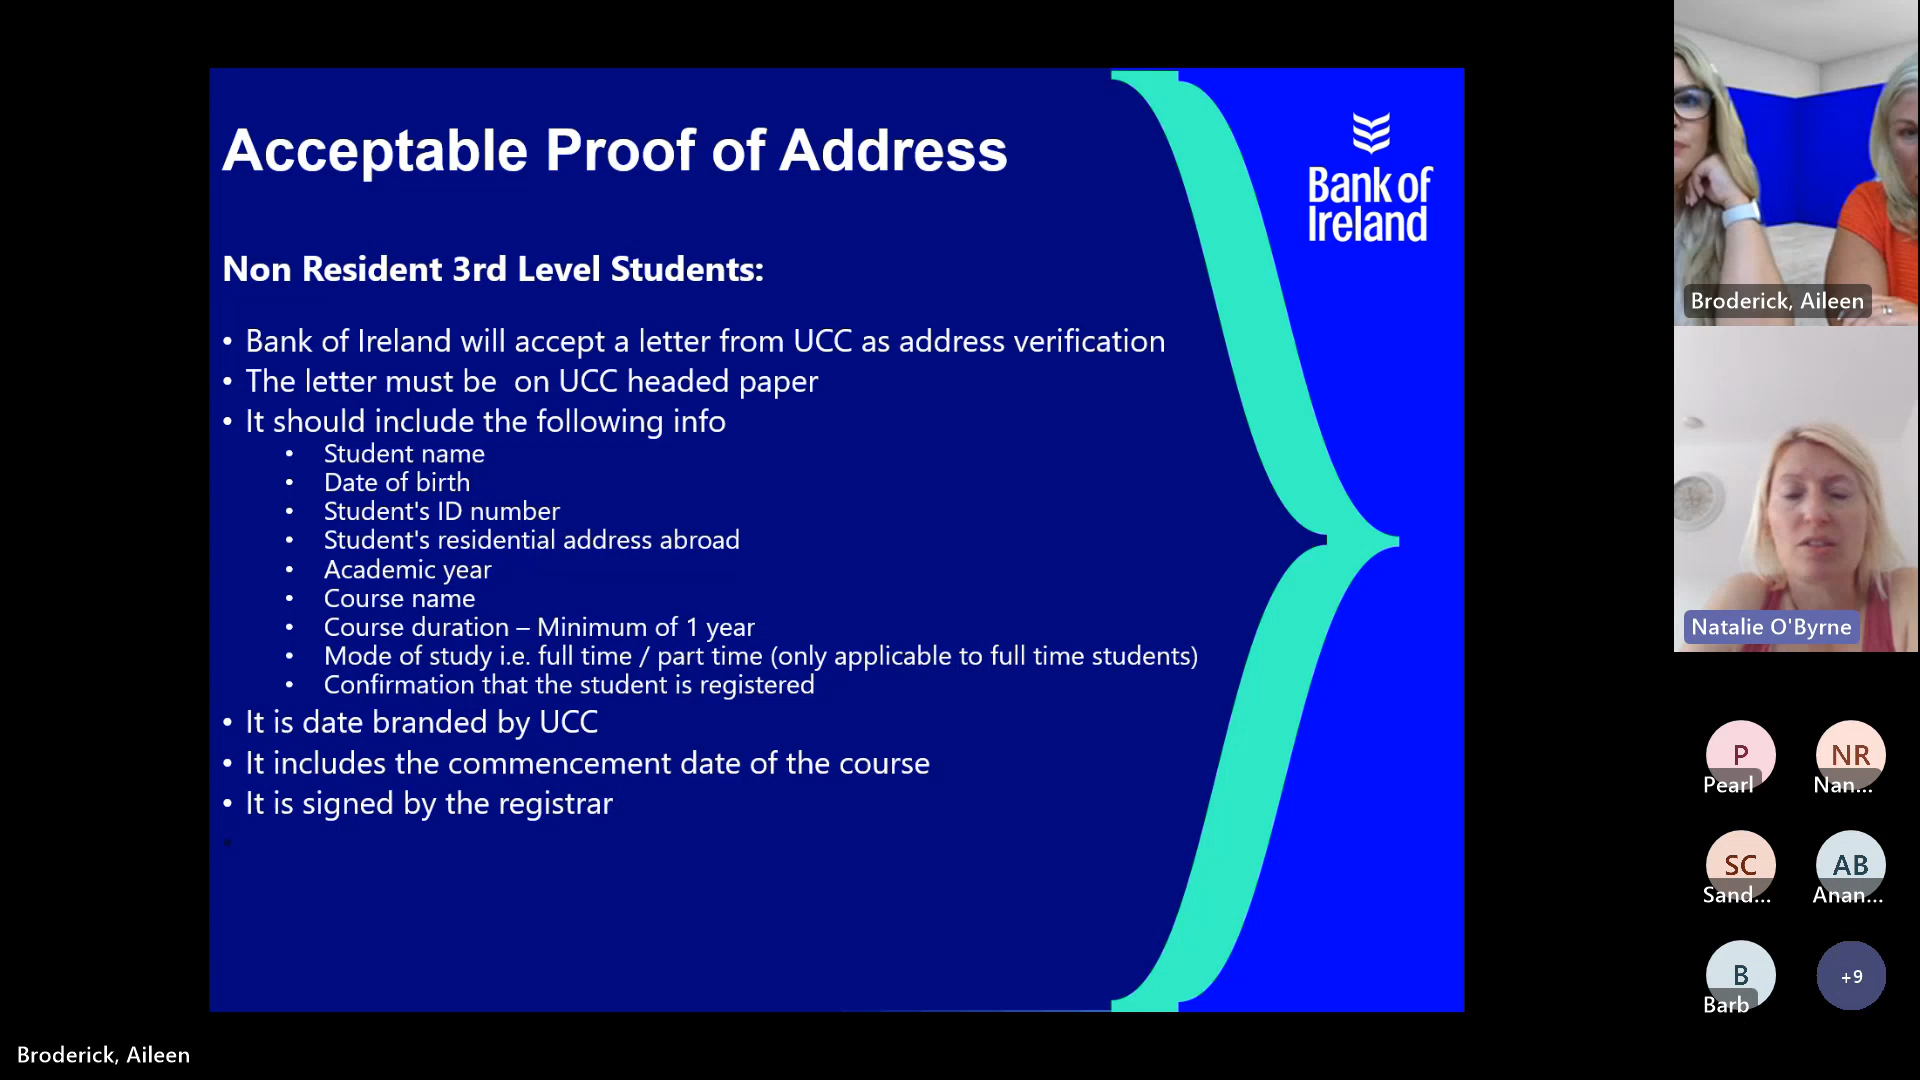 Acceptable Proof of Address
Bank of
Ireland
Non Resident 3rd Level Students:
• Bank of Ireland will accept a letter from UCC as address verification
• The letter must be  on UCC headed paper
• It should include the following info
• Student name
• Date of birth
• Student's ID number
• Student's residential address abroad
• Academic year
• Course name
• Course duration – Minimum of 1 year
• Mode of study i.e. full time / part time (only applicable to full time students)
• Confirmation that the student is registered
• It is date branded by UCC
• It includes the commencement date of the course
• It is signed by the registrar
Broderick, Aileen
Natalie O'Byrne
P
Pearl
NR
Nan...
SC
Sand...
AB
Anan...
B
Barb
+9
Broderick, Aileen